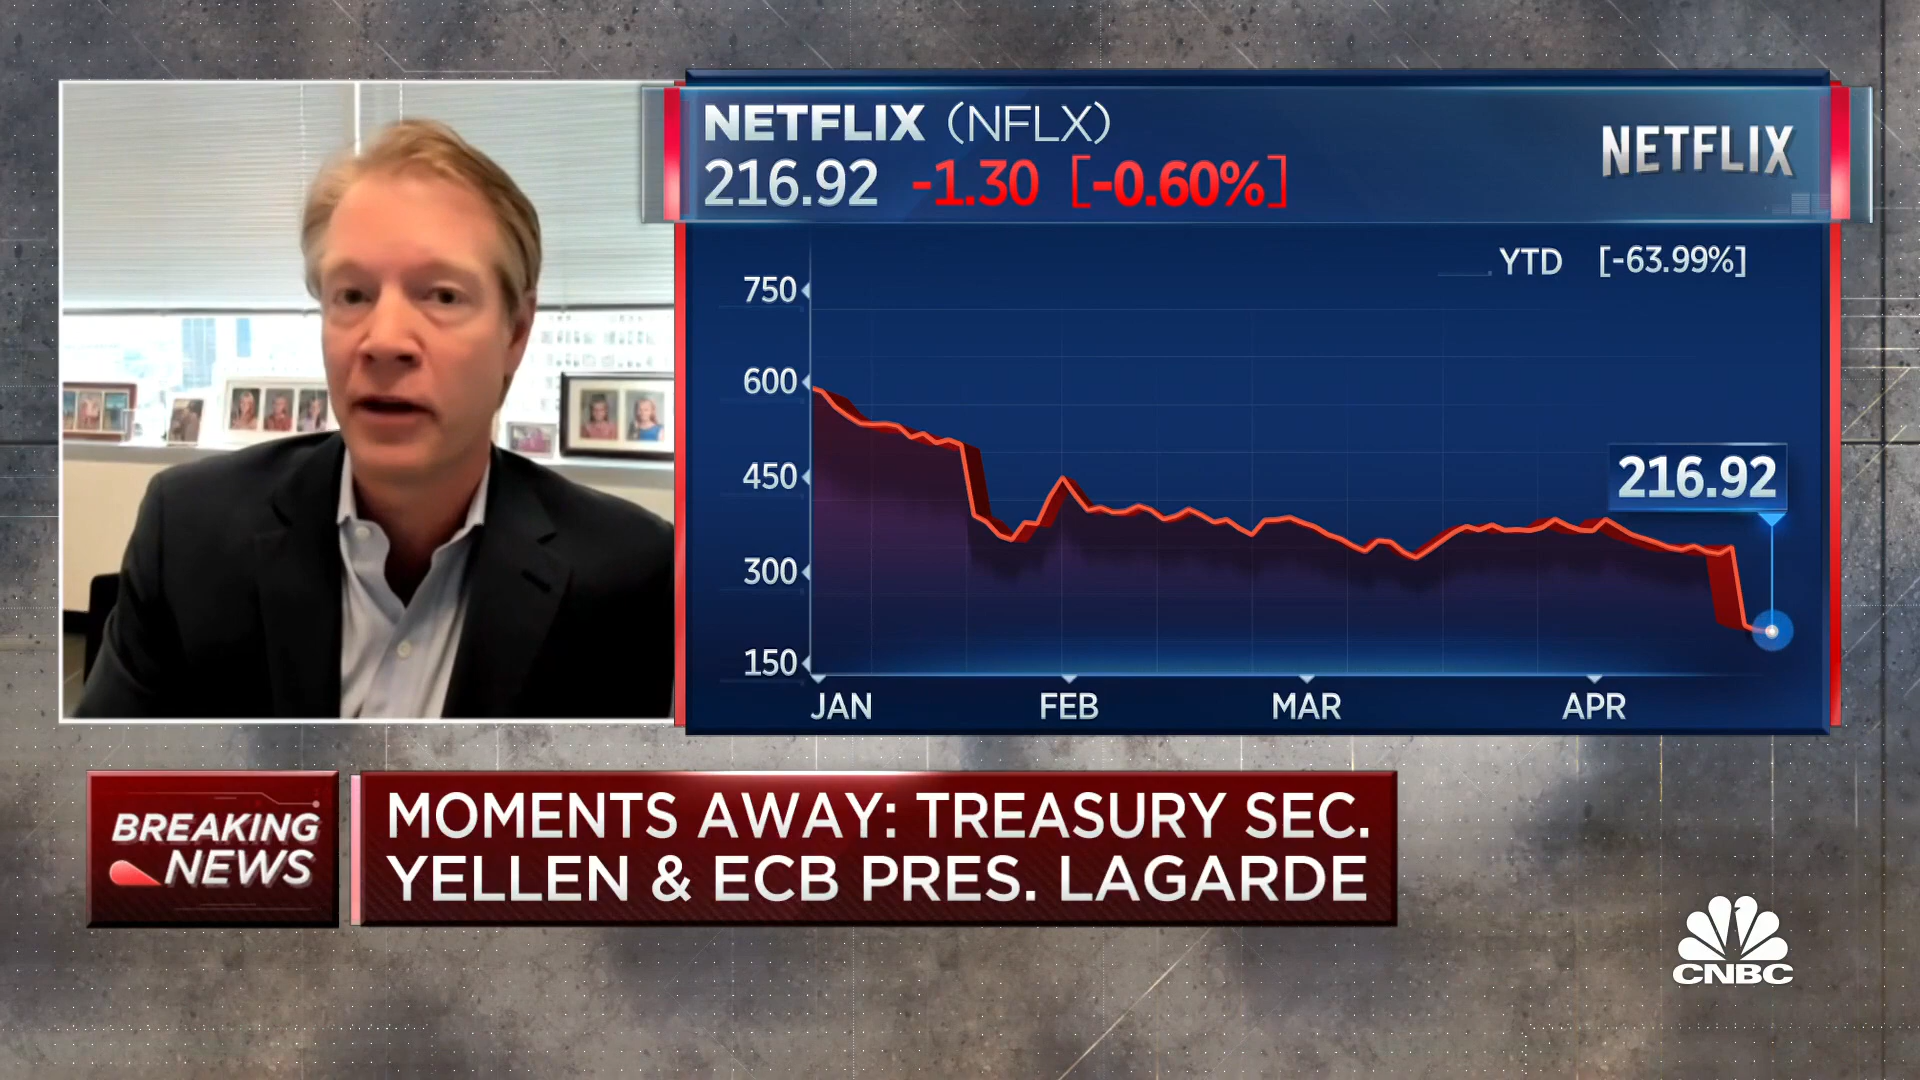 NETFLIX (NFLX)
216.92 -1.30 [-0.60%]
NETFLIX
YTD [-63.99%]
750
600
450
300
150
216.92
JAN FEB MAR APR
BREAKING
NEWS
MOMENTS AWAY: TREASURY SEC.
YELLEN & ECB PRES. LAGARDE
CNBC